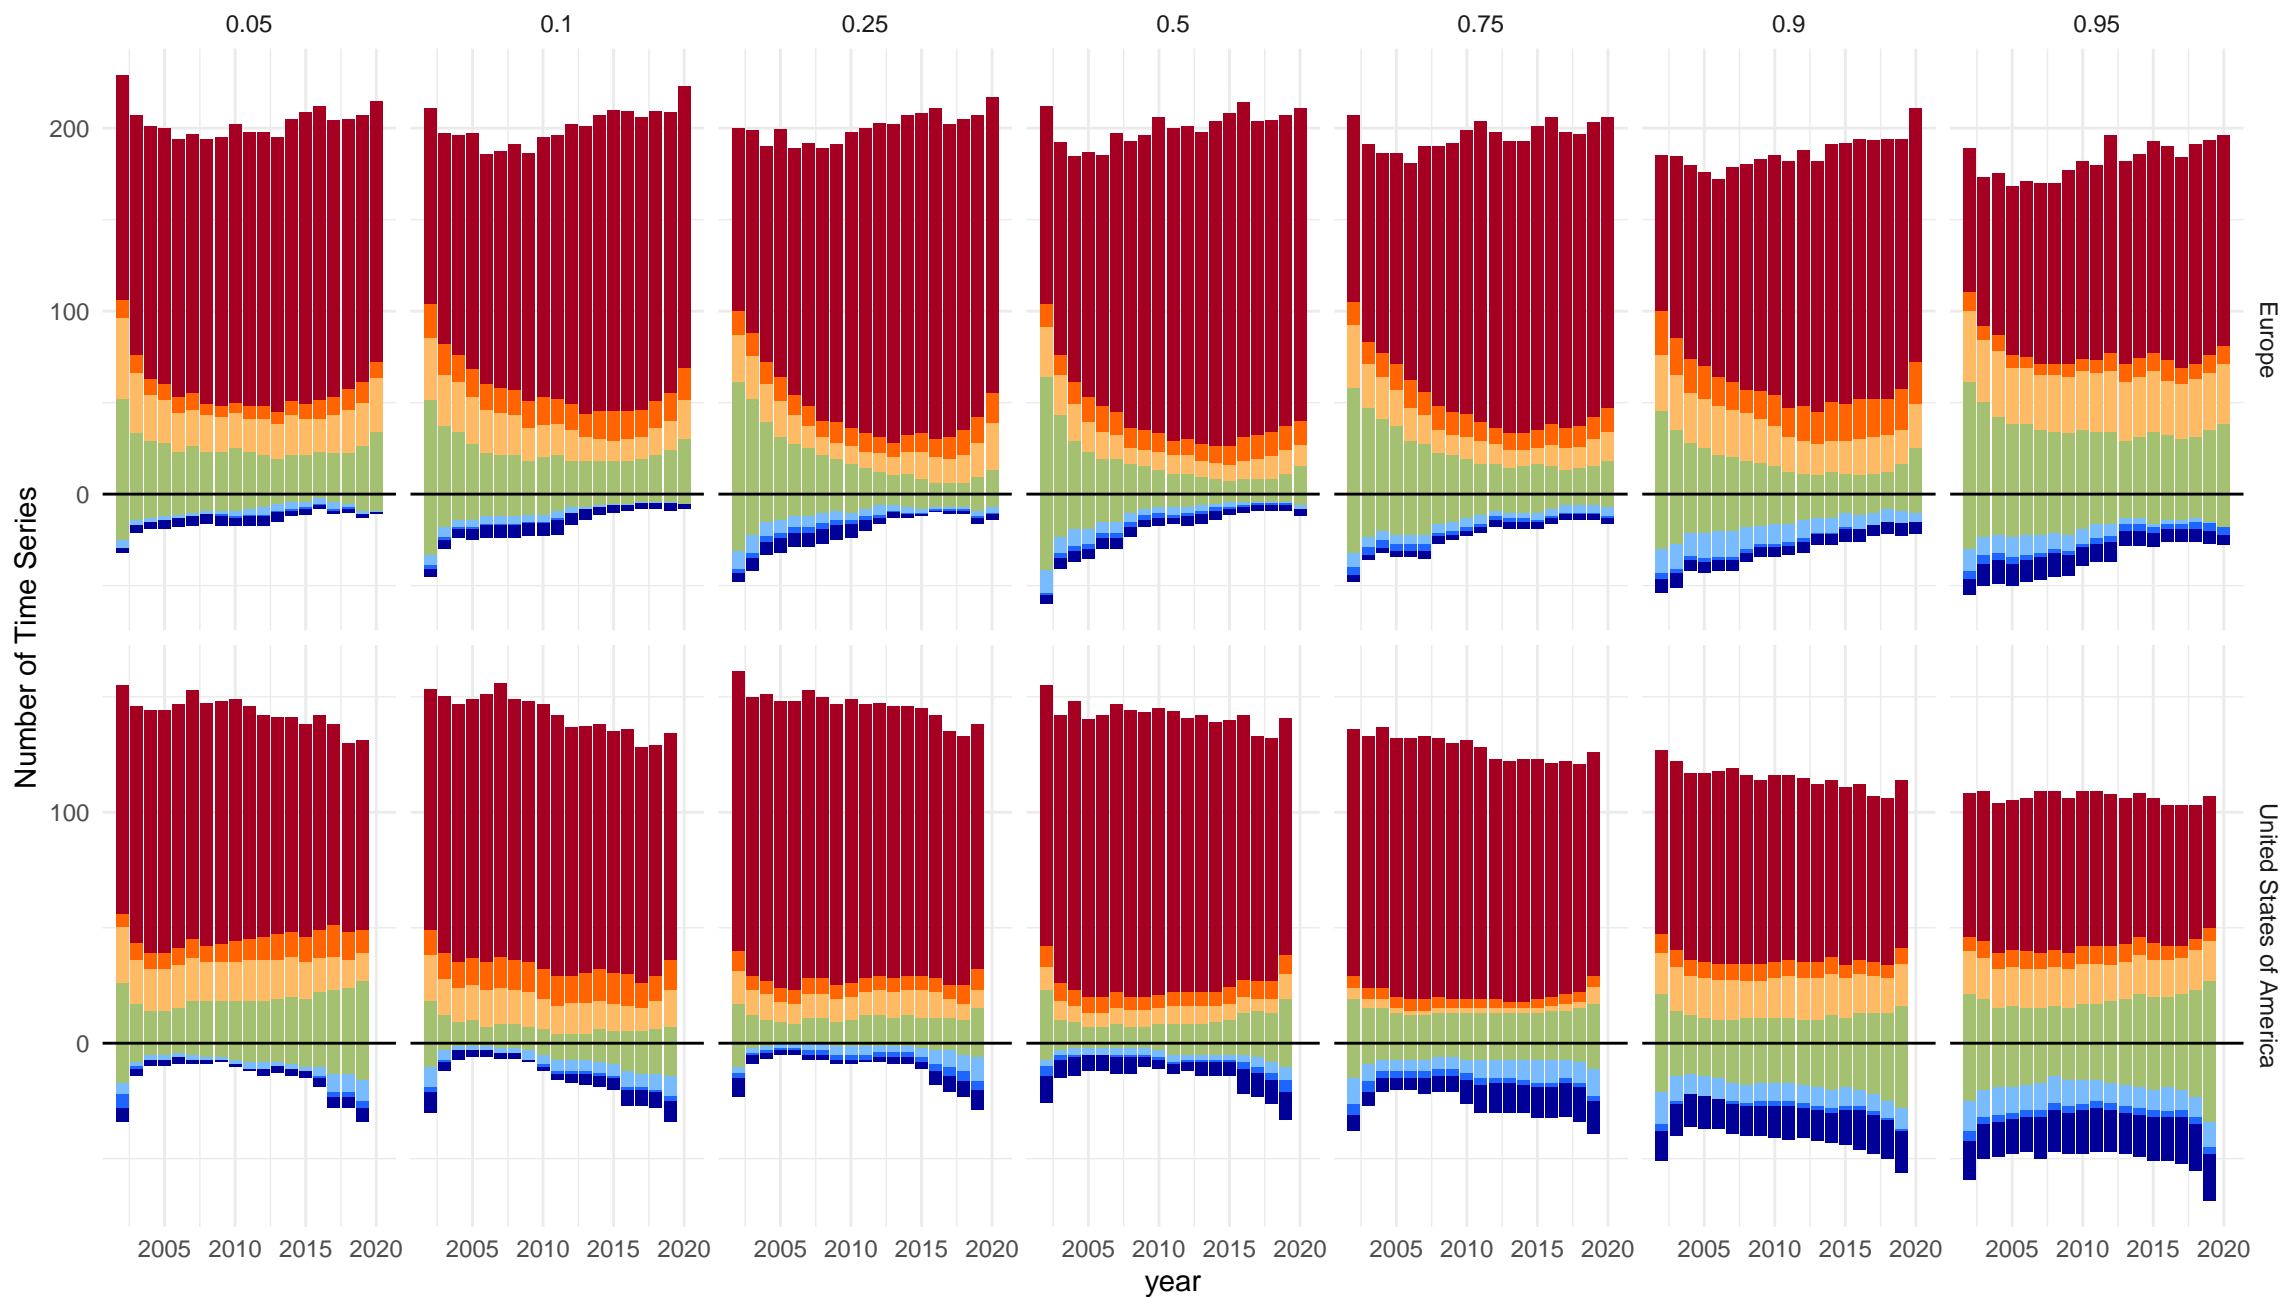 0.05 0.1 0.25 0.5 0.75 0.9 0.95
200
100
0
Europe
Number of Time Series
100
0
United States of America
2005 2010 2015 2020 2005 2010 2015 2020 2005 2010 2015 2020 2005 2010 2015 2020 2005 2010 2015 2020 2005 2010 2015 2020 2005 2010 2015 2020
year